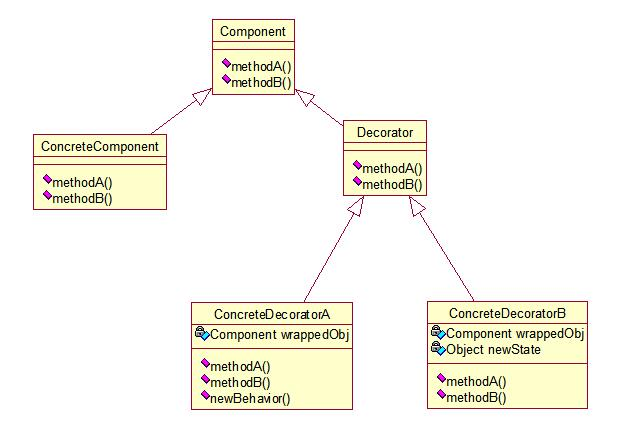 Component
methodA()
methodB()
ConcreteComponent
methodA()
methodB()
Decorator
methodA()
methodB()
ConcreteDecoratorA
Component wrappedObj
methodA()
methodB()
newBehavior()
ConcreteDecoratorB
Component wrappedObj
Object newState
methodA()
methodB()